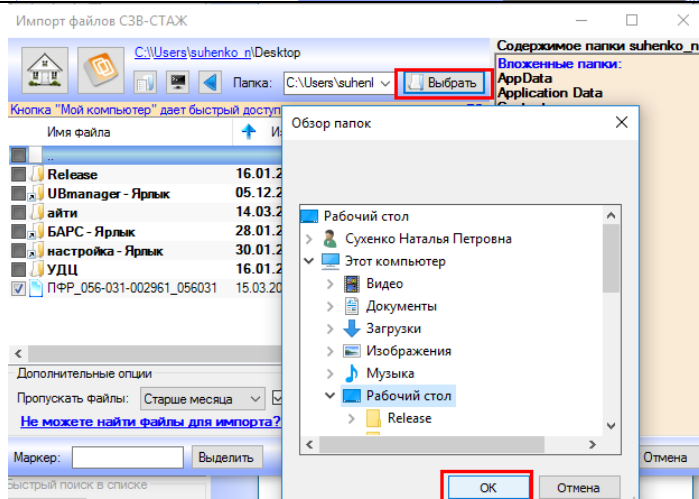 Импорт файлов СЗВ-СТАЖ
C:\\Users\suhenko_n\Desktop
Папка: C:\Users\suhenl Выбрать
Содержимое папки suhenko_n
Вложенные папки:
AppData
Application Data
Кнопка "Мой компьютер" дает быстрый доступ
Имя файла
..
Release 16.01.2
UBmanager - Ярлык 05.12.2
айти 14.03.2
БАРС - Ярлык 28.01.2
настройка - Ярлык 30.01.2
УДЦ 16.01.2
ПФР_056-031-002961_056031 15.03.20
Дополнительные опции
Пропускать файлы: Старше месяца
Не можете найти файлы для импорта?
Маркер: Выделить
Отмена
Быстрый поиск в списке
Обзор папок
Рабочий стол
Сухенко Наталья Петровна
Этот компьютер
Видео
Документы
Загрузки
Изображения
Музыка
Рабочий стол
Release
OK Отмена